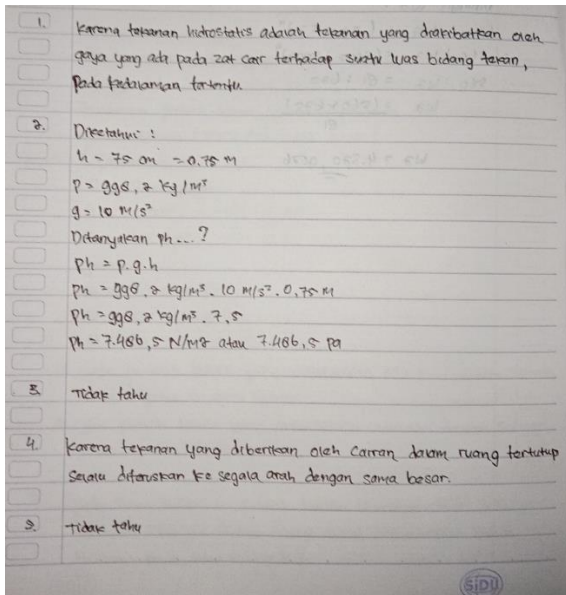 1. Karena tekanan hidrostatis adalah tekanan yang diakibatkan oleh
gaya yang ada pada zat cair terhadap suatu luas bidang tekan,
Pada kedalaman tertentu.
2. Diketahui :
h = 75 cm = 0,75 M
P = 998,2 kg/m³
g = 10 M/s²
Ditanyakan Ph...?
Ph = p.g.h
Ph = 998,2 kg/m³. 10 m/s². 0,75 M
Ph = 998,2 kg/m³. 7,5
Ph = 7.486,5 N/M2 atau 7.486,5 pa
3. Tidak tahu
4. Karena tekanan yang diberikan oleh Cairan dalam ruang tertutup
Selalu diteruskan ke segala arah dengan sama besar.
5. Tidak tahu
SIDU